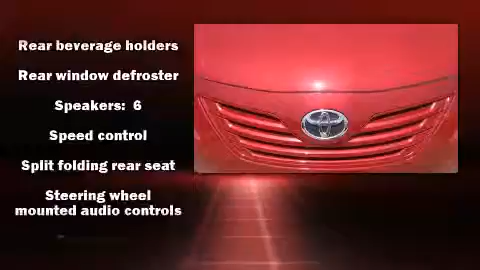 Rear beverage holders
Rear window defroster
Speakers: 6
Speed control
Split folding rear seat
Steering wheel
mounted audio controls